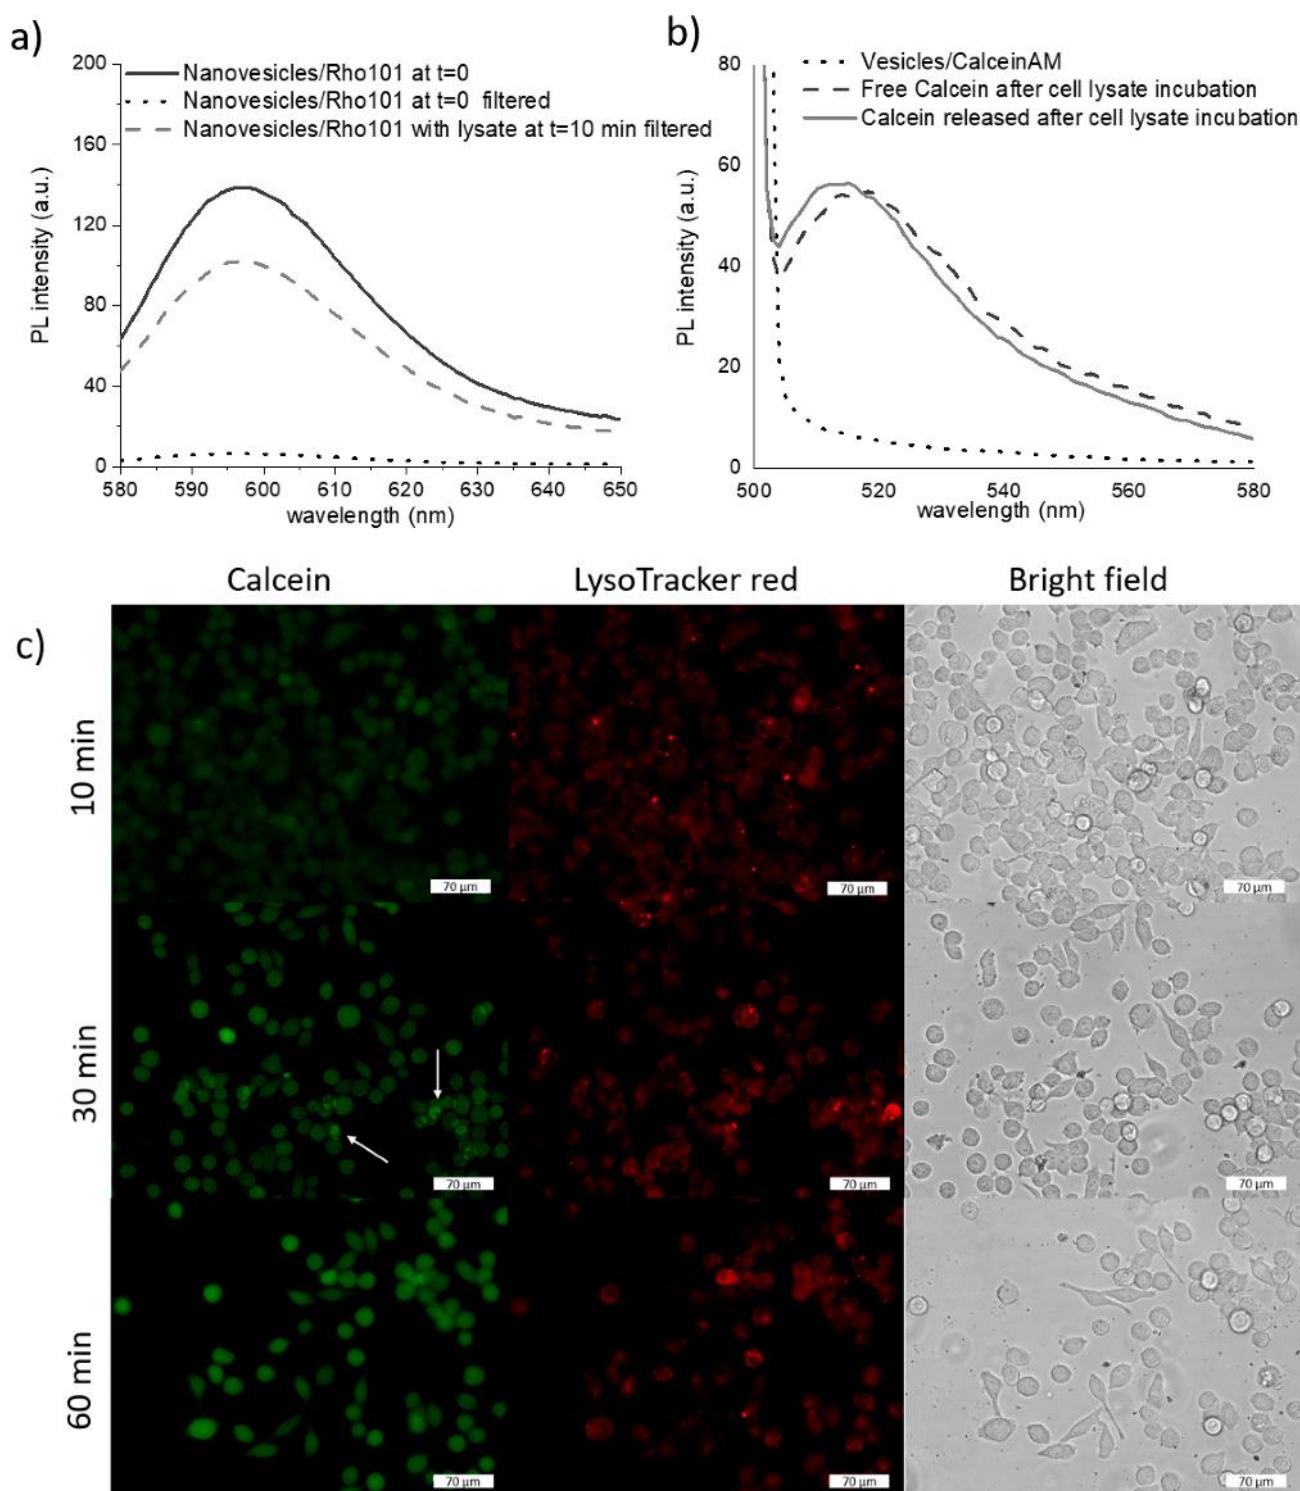 a)
200
160
120
80
40
0
PL intensity (a.u.)
Nanovesicles/Rho101 at t=0
Nanovesicles/Rho101 at t=0 filtered
Nanovesicles/Rho101 with lysate at t=10 min filtered
580 590 600 610 620 630 640 650
wavelength (nm)
b)
80
60
40
20
0
PL intensity (a.u.)
Vesicles/CalceinAM
Free Calcein after cell lysate incubation
Calcein released after cell lysate incubation
500 520 540 560 580
wavelength (nm)
Calcein LysoTracker red Bright field
c)
10 min
70 µm 70 µm 70 µm
30 min
70 µm 70 µm 70 µm
60 min
70 µm 70 µm 70 µm